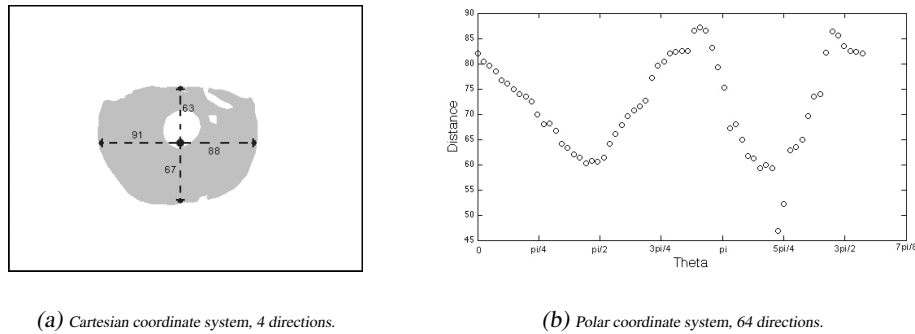 63
91
88
67
90
85
80
75
70
65
60
55
50
45
Distance
0
pi/4
pi/2
3pi/4
pi
5pi/4
3pi/2
7pi/8
Theta
(a) Cartesian coordinate system, 4 directions.
(b) Polar coordinate system, 64 directions.